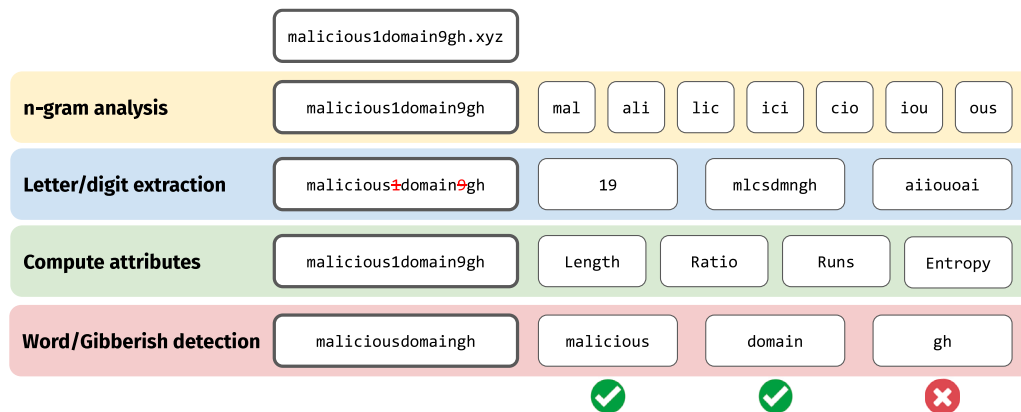 malicious1domain9gh.xyz
n-gram analysis malicious1domain9gh mal ali lic ici cio iou ous
Letter/digit extraction malicious1domain9gh 19 mlcsdmngh aiiouoai
Compute attributes malicious1domain9gh Length Ratio Runs Entropy
Word/Gibberish detection maliciousdomaingh malicious domain gh